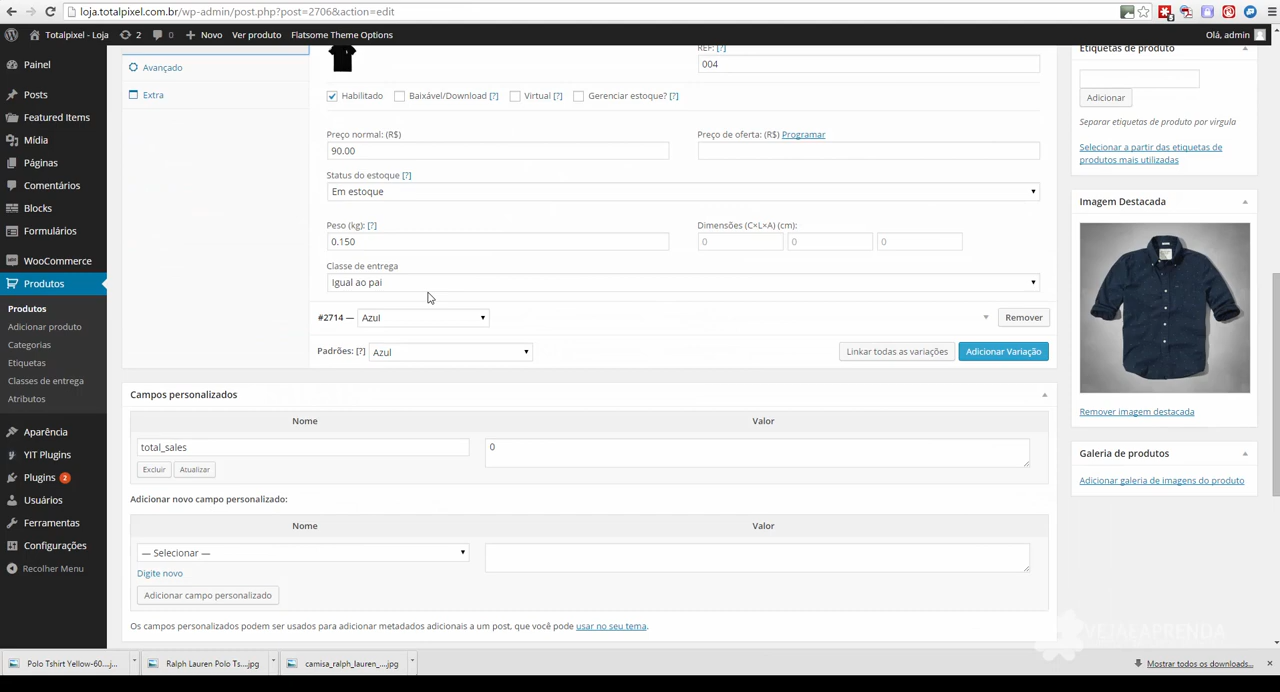 loja.totalpixel.com.br/wp-admin/post.php?post=2706&action=edit
Totalpixel - Loja 2 0 Novo Ver produto Flatsome Theme Options Olá, admin
Painel
Posts
Featured Items
Mídia
Páginas
Comentários
Blocks
Formulários
WooCommerce
Produtos
Produtos
Adicionar produto
Categorias
Etiquetas
Classes de entrega
Atributos
Aparência
YIT Plugins
Plugins 2
Usuários
Ferramentas
Configurações
Recolher Menu
Avançado
Extra
REF: [?]
004
Habilitado Baixável/Download [?] Virtual [?] Gerenciar estoque? [?]
Preço normal: (R$) Preço de oferta: (R$) Programar
90.00
Status do estoque [?]
Em estoque
Peso (kg): [?] Dimensões (C×L×A) (cm):
0.150 0 0 0
Classe de entrega
Igual ao pai
#2714 — Azul Remover
Padrões: [?] Azul Linkar todas as variações Adicionar Variação
Campos personalizados
Nome Valor
total_sales 0
Excluir Atualizar
Adicionar novo campo personalizado:
Nome Valor
— Selecionar —
Digite novo
Adicionar campo personalizado
Os campos personalizados podem ser usados para adicionar metadados adicionais a um post, que você pode usar no seu tema.
Etiquetas de produto
Adicionar
Separar etiquetas de produto por vírgula
Selecionar a partir das etiquetas de
produtos mais utilizadas
Imagem Destacada
Remover imagem destacada
Galeria de produtos
Adicionar galeria de imagens do produto
VEJAEAPRENDA
Polo Tshirt Yellow-60....j... Ralph Lauren Polo Ts....jpg camisa_ralph_lauren_...jpg Mostrar todos os downloads...